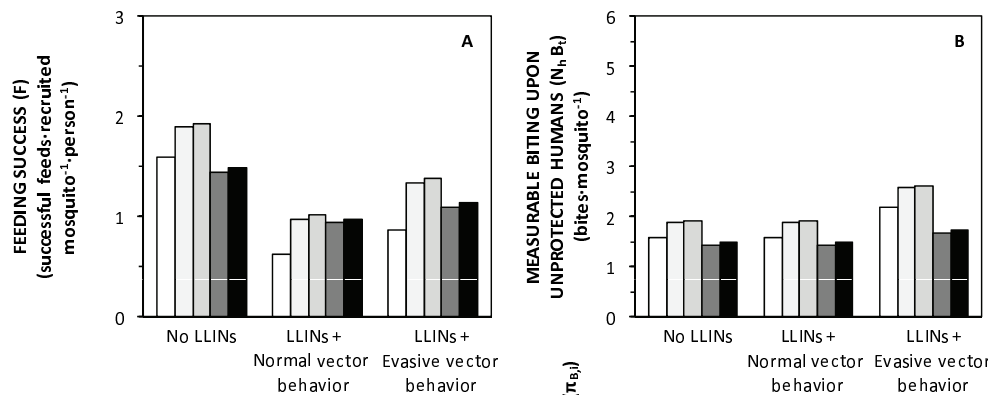 FEEDING SUCCESS (F)
(successful feeds·recruited
mosquito⁻¹·person⁻¹)
3
2
1
0
A
No LLINs
LLINs +
Normal vector
behavior
LLINs +
Evasive vector
behavior
MEASURABLE BITING UPON
UNPROTECTED HUMANS (Nₕ Bₜ)
(bites·mosquito⁻¹)
6
5
4
3
2
1
0
B
No LLINs
LLINs +
Normal vector
behavior
LLINs +
Evasive vector
behavior
(π_B,i)